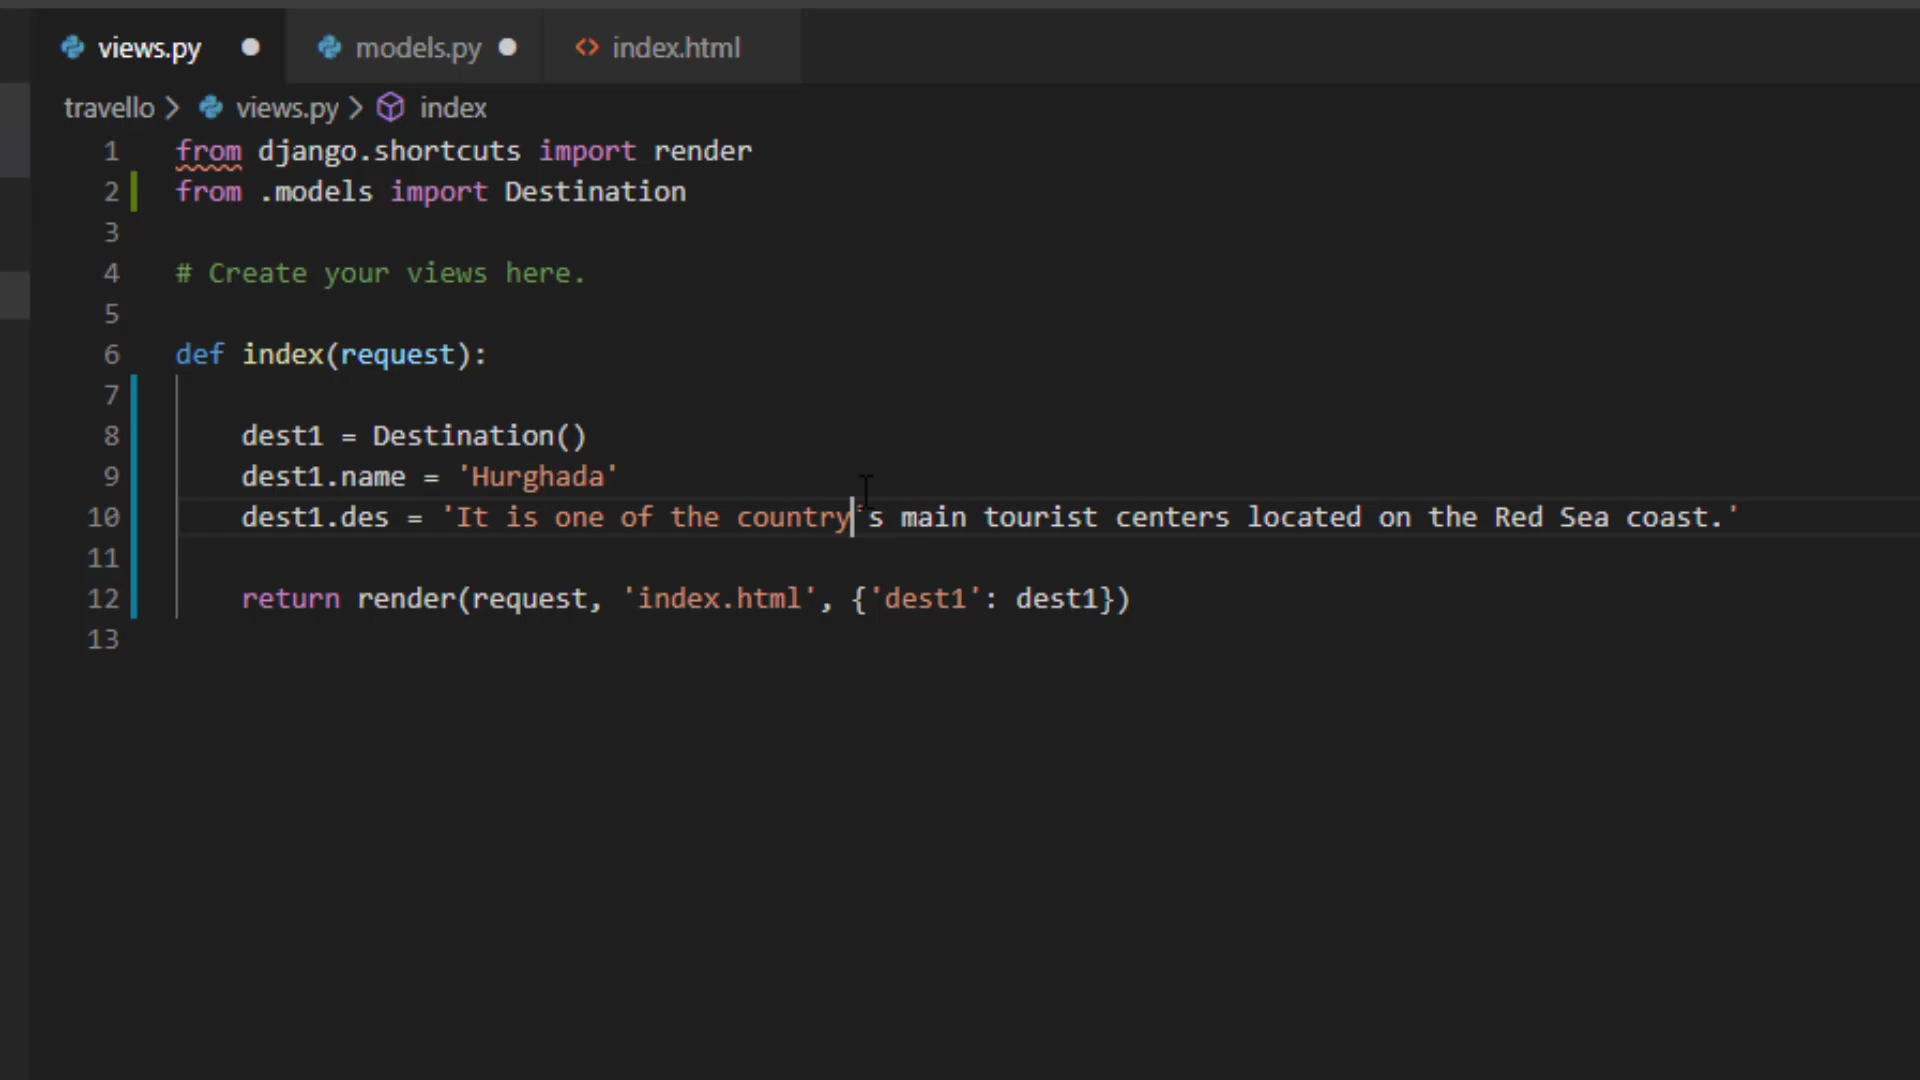 views.py
models.py
index.html
travello > views.py > index
1 from django.shortcuts import render
2 from .models import Destination
3
4 # Create your views here.
5
6 def index(request):
7
8 dest1 = Destination()
9 dest1.name = 'Hurghada'
10 dest1.des = 'It is one of the country's main tourist centers located on the Red Sea coast.'
11
12 return render(request, 'index.html', {'dest1': dest1})
13